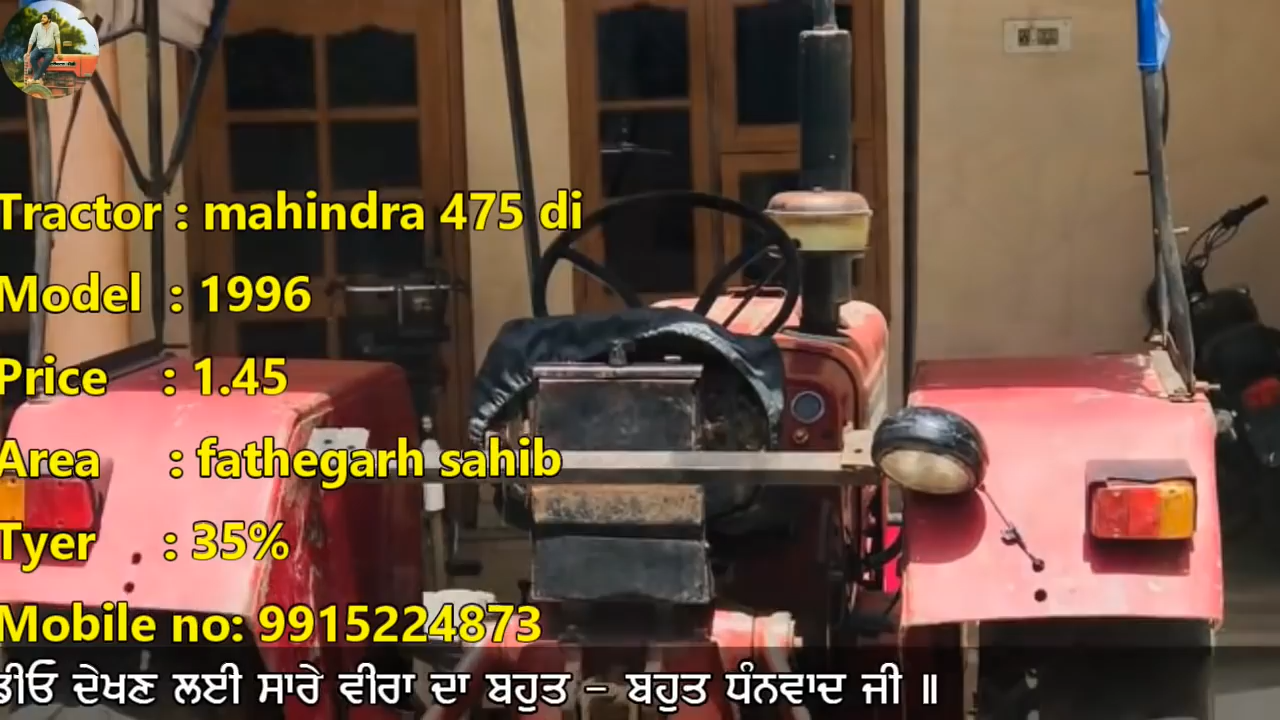 Tractor : mahindra 475 di
Model : 1996
Price : 1.45
Area : fathegarh sahib
Tyer : 35%
Mobile no: 9915224873
ਡੀਓ ਦੇਖਣ ਲਈ ਸਾਰੇ ਵੀਰਾ ਦਾ ਬਹੁਤ - ਬਹੁਤ ਧੰਨਵਾਦ ਜੀ ॥